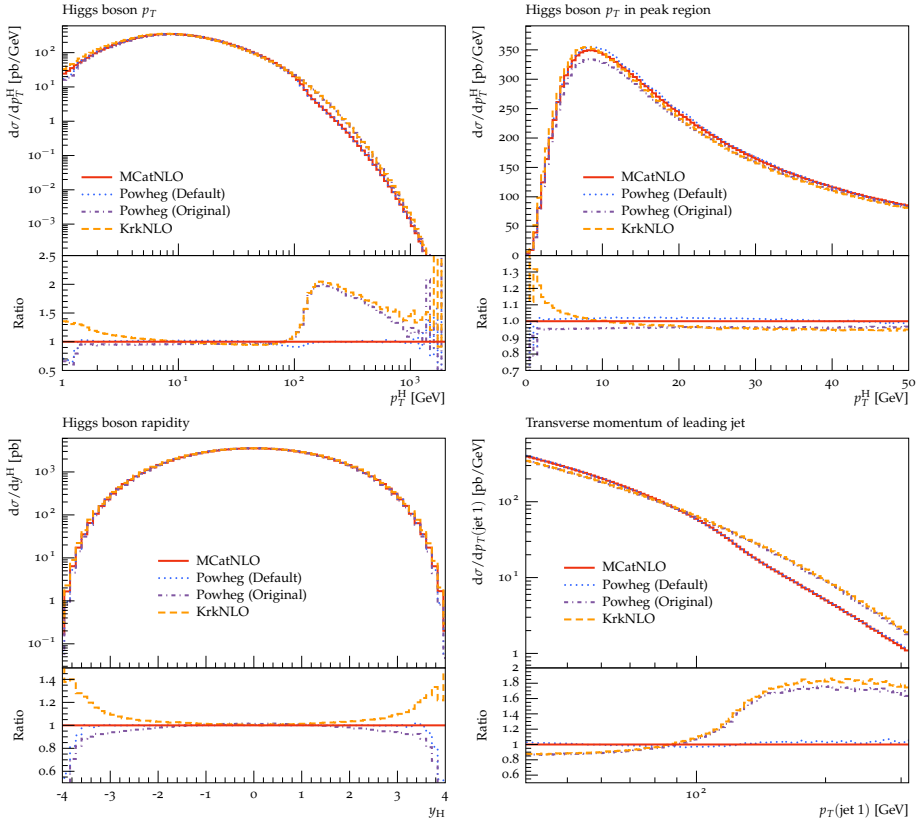 Higgs boson p_T
dσ/dp_T^H [pb/GeV]
10^2
10^1
1
10^−1
10^−2
10^−3
MCatNLO
Powheg (Default)
Powheg (Original)
KrkNLO
Ratio
2.5
2
1.5
1
0.5
1 10^1 10^2 10^3
p_T^H [GeV]
Higgs boson p_T in peak region
dσ/dp_T^H [pb/GeV]
350
300
250
200
150
100
50
0
MCatNLO
Powheg (Default)
Powheg (Original)
KrkNLO
Ratio
1.3
1.2
1.1
1.0
0.9
0.8
0.7
0 10 20 30 40 50
p_T^H [GeV]
Higgs boson rapidity
dσ/dy^H [pb]
10^3
10^2
10^1
1
10^−1
MCatNLO
Powheg (Default)
Powheg (Original)
KrkNLO
Ratio
1.4
1.2
1
0.8
0.6
-4 -3 -2 -1 0 1 2 3 4
y_H
Transverse momentum of leading jet
dσ/dp_T(jet 1) [pb/GeV]
10^2
10^1
1
MCatNLO
Powheg (Default)
Powheg (Original)
KrkNLO
Ratio
2
1.8
1.6
1.4
1.2
1
0.8
0.6
10^2
p_T(jet 1) [GeV]